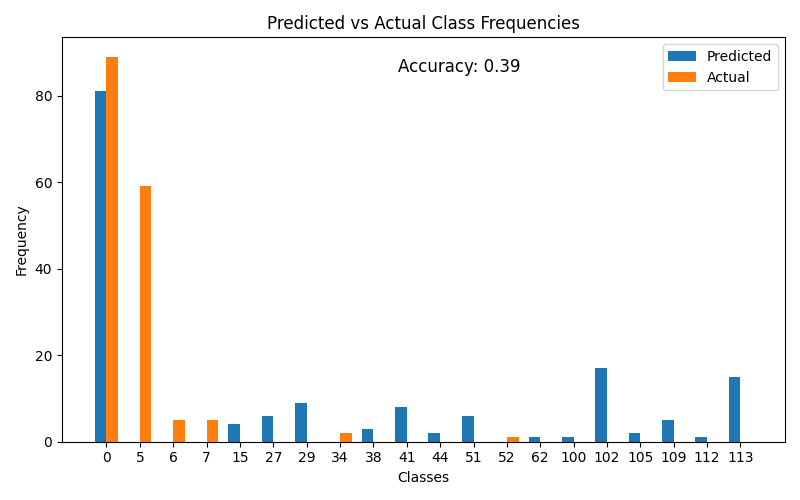 Predicted vs Actual Class Frequencies
Accuracy: 0.39
Predicted
Actual
80
60
40
20
0
Frequency
0 5 6 7 15 27 29 34 38 41 44 51 52 62 100 102 105 109 112 113
Classes